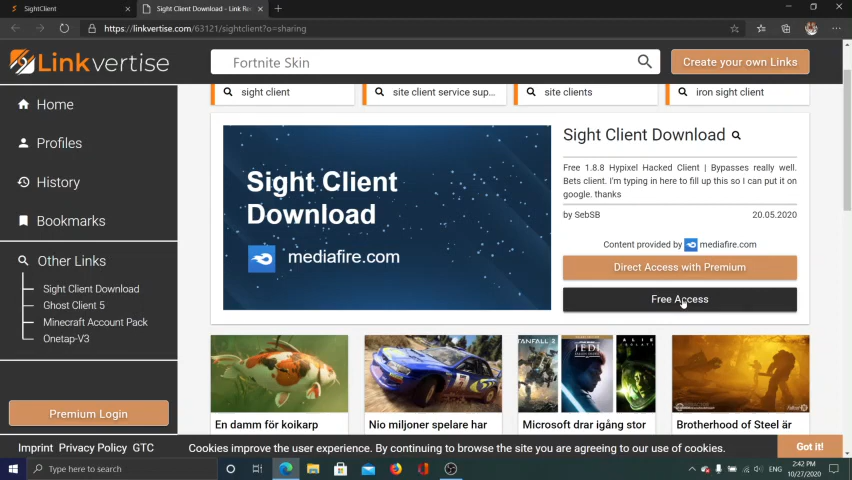 SightClient
Sight Client Download - Link Re
https://linkvertise.com/63121/sightclient?o=sharing
Linkvertise
Fortnite Skin
Create your own Links
sight client
site client service sup...
site clients
iron sight client
Home
Profiles
History
Bookmarks
Other Links
Sight Client Download
Ghost Client 5
Minecraft Account Pack
Onetap-V3
Premium Login
Sight Client
Download
mediafire.com
Sight Client Download
Free 1.8.8 Hypixel Hacked Client | Bypasses really well.
Bets client. I'm typing in here to fill up this so I can put it on
google. thanks
by SebSB
20.05.2020
Content provided by mediafire.com
Direct Access with Premium
Free Access
En damm för koikarp
Nio miljoner spelare har
Microsoft drar igång stor
Brotherhood of Steel är
Imprint Privacy Policy GTC
Cookies improve the user experience. By continuing to browse the site you are agreeing to our use of cookies.
Got it!
Type here to search
ENG
2:42 PM
10/27/2020